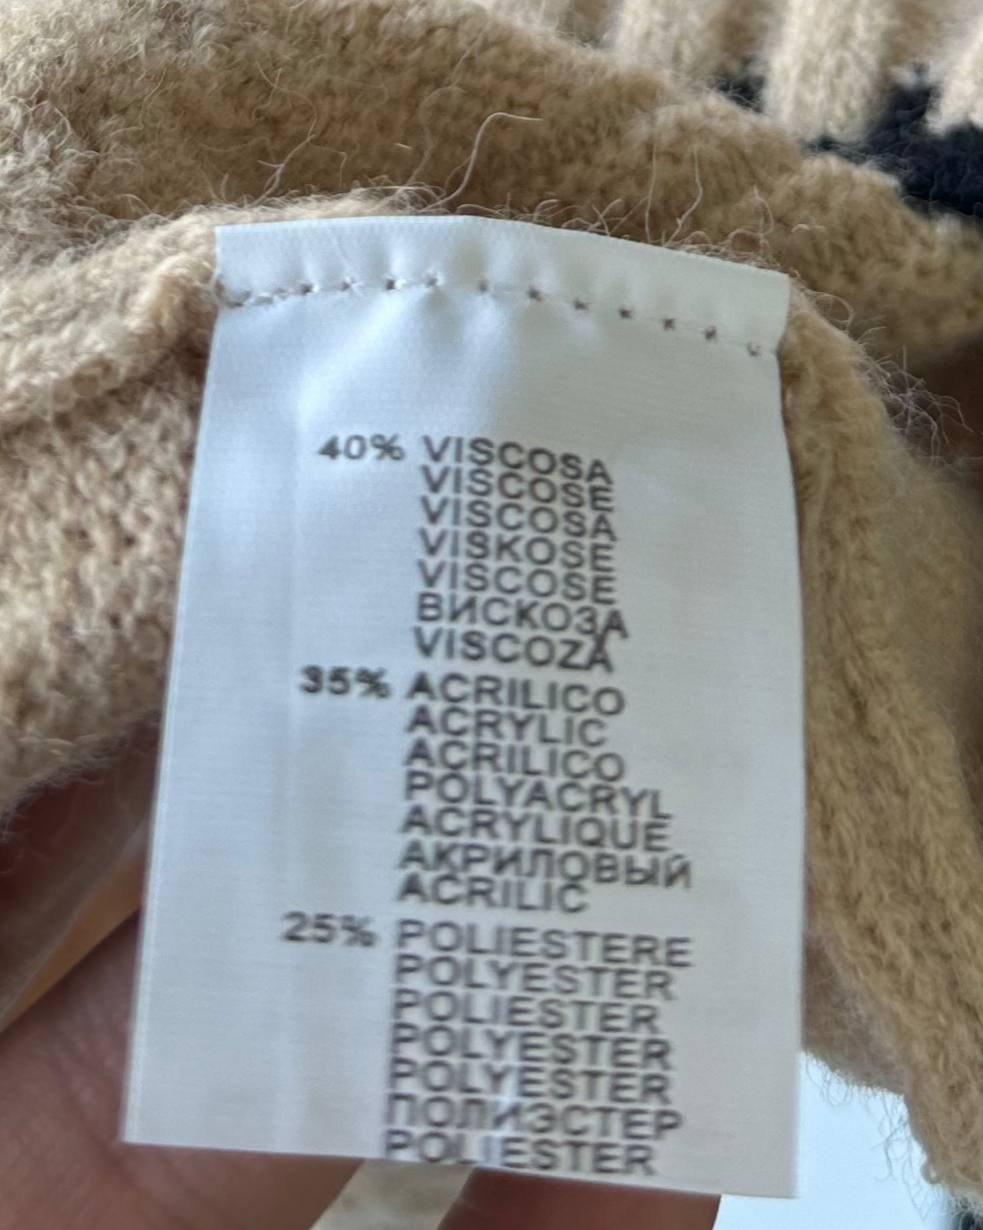 40% VISCOSA
VISCOSE
VISCOSA
VISKOSE
VISCOSE
ВИСКОЗА
VISCOZA
35% ACRILICO
ACRYLIC
ACRILICO
POLYACRYL
ACRYLIQUE
АКРИЛОВЫЙ
ACRILIC
25% POLIESTERE
POLYESTER
POLIESTER
POLYESTER
POLYESTER
ПОЛИЭСТЕР
POLIESTER